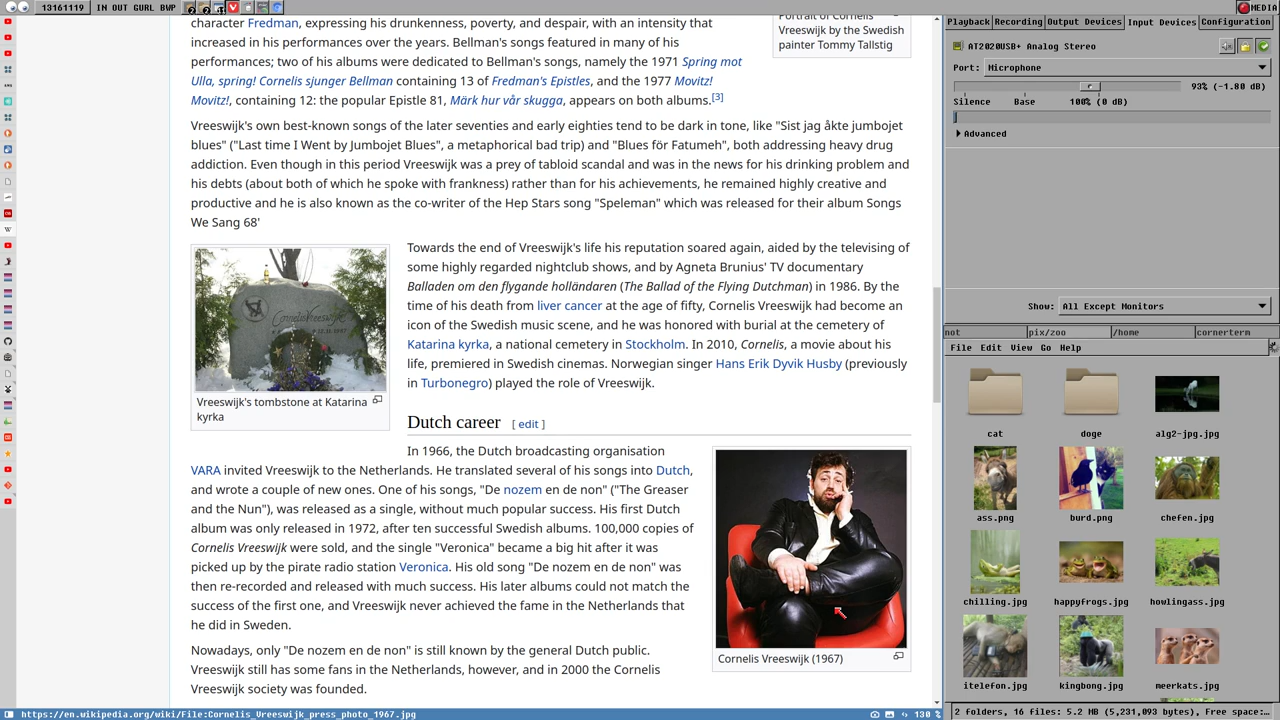 13161119 IN OUT GURL BWP
MEDIA
character Fredman, expressing his drunkenness, poverty, and despair, with an intensity that
increased in his performances over the years. Bellman's songs featured in many of his
performances; two of his albums were dedicated to Bellman's songs, namely the 1971 Spring mot
Ulla, spring! Cornelis sjunger Bellman containing 13 of Fredman's Epistles, and the 1977 Movitz!
Movitz!, containing 12: the popular Epistle 81, Märk hur vår skugga, appears on both albums.[3]
Portrait of Cornelis
Vreeswijk by the Swedish
painter Tommy Tallstig
Vreeswijk's own best-known songs of the later seventies and early eighties tend to be dark in tone, like "Sist jag åkte jumbojet
blues" ("Last time I Went by Jumbojet Blues", a metaphorical bad trip) and "Blues för Fatumeh", both addressing heavy drug
addiction. Even though in this period Vreeswijk was a prey of tabloid scandal and was in the news for his drinking problem and
his debts (about both of which he spoke with frankness) rather than for his achievements, he remained highly creative and
productive and he is also known as the co-writer of the Hep Stars song "Speleman" which was released for their album Songs
We Sang 68'
Vreeswijk's tombstone at Katarina
kyrka
Towards the end of Vreeswijk's life his reputation soared again, aided by the televising of
some highly regarded nightclub shows, and by Agneta Brunius' TV documentary
Balladen om den flygande holländaren (The Ballad of the Flying Dutchman) in 1986. By the
time of his death from liver cancer at the age of fifty, Cornelis Vreeswijk had become an
icon of the Swedish music scene, and he was honored with burial at the cemetery of
Katarina kyrka, a national cemetery in Stockholm. In 2010, Cornelis, a movie about his
life, premiered in Swedish cinemas. Norwegian singer Hans Erik Dyvik Husby (previously
in Turbonegro) played the role of Vreeswijk.
Dutch career [ edit ]
In 1966, the Dutch broadcasting organisation
VARA invited Vreeswijk to the Netherlands. He translated several of his songs into Dutch,
and wrote a couple of new ones. One of his songs, "De nozem en de non" ("The Greaser
and the Nun"), was released as a single, without much popular success. His first Dutch
album was only released in 1972, after ten successful Swedish albums. 100,000 copies of
Cornelis Vreeswijk were sold, and the single "Veronica" became a big hit after it was
picked up by the pirate radio station Veronica. His old song "De nozem en de non" was
then re-recorded and released with much success. His later albums could not match the
success of the first one, and Vreeswijk never achieved the fame in the Netherlands that
he did in Sweden.
Cornelis Vreeswijk (1967)
Nowadays, only "De nozem en de non" is still known by the general Dutch public.
Vreeswijk still has some fans in the Netherlands, however, and in 2000 the Cornelis
Vreeswijk society was founded.
https://en.wikipedia.org/wiki/File:Cornelis_Vreeswijk_press_photo_1967.jpg
130 %
Playback Recording Output Devices Input Devices Configuration
AT2020USB+ Analog Stereo
Port: Microphone
93% (-1.80 dB)
Silence Base 100% (0 dB)
Advanced
Show: All Except Monitors
not pix/zoo /home cornerterm
File Edit View Go Help
cat doge alg2-jpg.jpg
ass.png burd.png chefen.jpg
chilling.jpg happyfrogs.jpg howlingass.jpg
itelefon.jpg kingbong.jpg meerkats.jpg
2 folders, 16 files: 5.2 MB (5,231,093 bytes), Free space:...